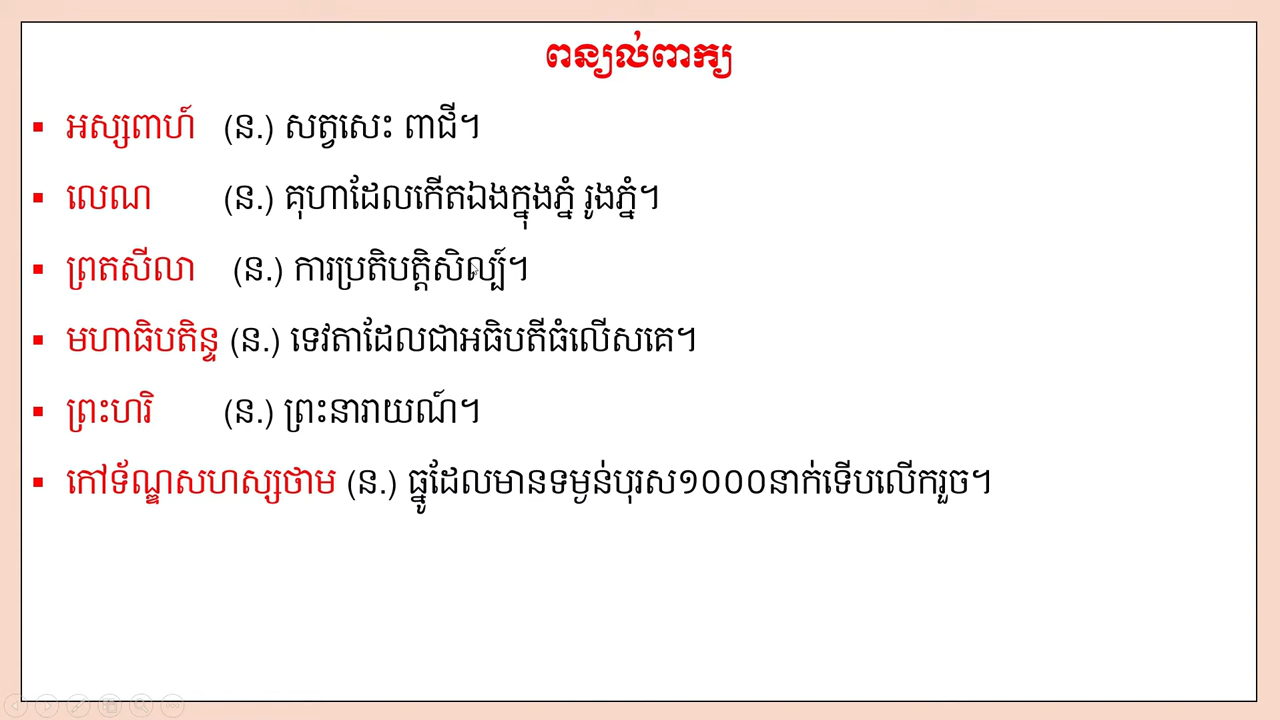 ពន្យល់ពាក្យ
▪ អស្សពាហ៍ (ន.) សត្វសេះ ពាជី។
▪ លេណ (ន.) គុហាដែលកើតឯងក្នុងភ្នំ រូងភ្នំ។
▪ ព្រតសីលា (ន.) ការប្រតិបត្តិសិល្ប៍។
▪ មហាធិបតិន្ទ (ន.) ទេវតាដែលជាអធិបតីធំលើសគេ។
▪ ព្រះហរិ (ន.) ព្រះនារាយណ៍។
▪ កៅទ័ណ្ឌសហស្សថាម (ន.) ធ្នូដែលមានទម្ងន់បុរស១០០០នាក់ទើបលើករួច។